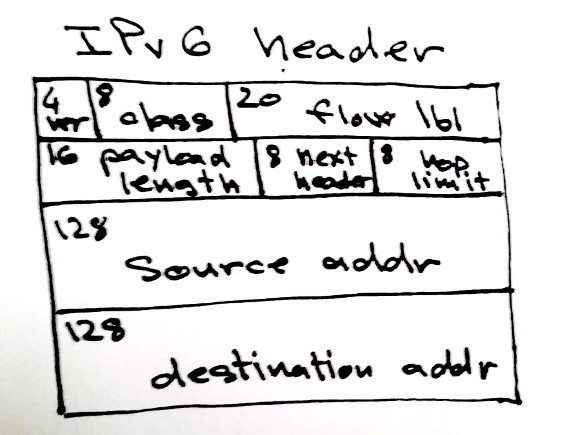 IPv6 header
4 ver 8 class 20 flow lbl
16 payload length 8 next header 8 hop limit
128
Source addr
128
destination addr